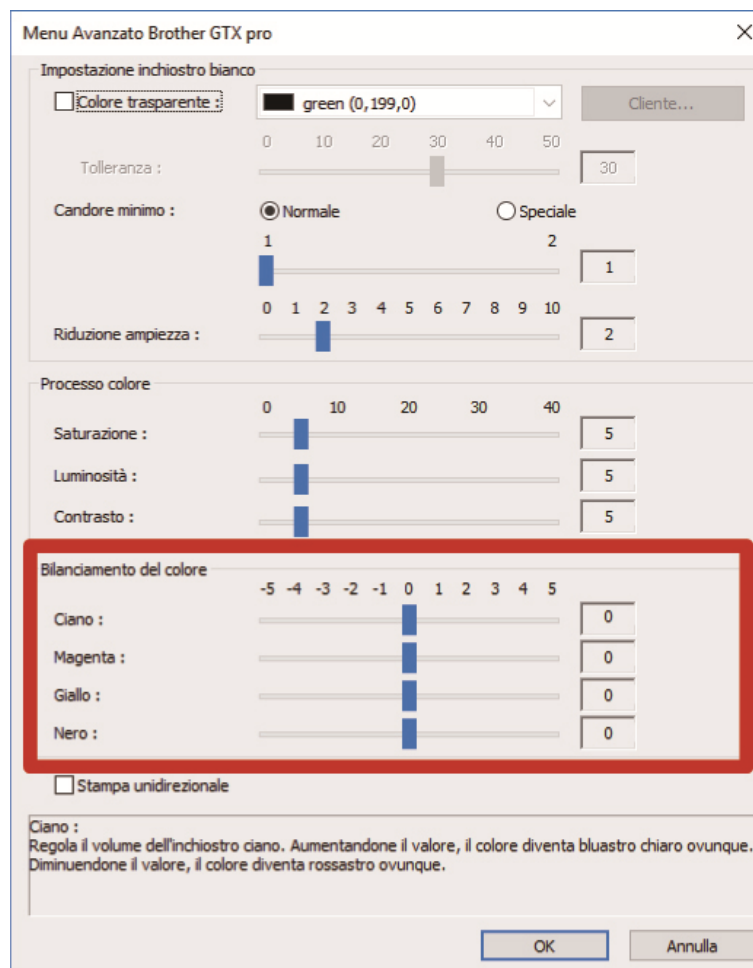 Menu Avanzato Brother GTX pro
Impostazione inchiostro bianco
Colore trasparente : green (0,199,0) Cliente...
0 10 20 30 40 50
Tolleranza : 30
Candore minimo : Normale Speciale
1 2
1
0 1 2 3 4 5 6 7 8 9 10
Riduzione ampiezza : 2
Processo colore
0 10 20 30 40
Saturazione : 5
Luminosità : 5
Contrasto : 5
Bilanciamento del colore
-5 -4 -3 -2 -1 0 1 2 3 4 5
Ciano : 0
Magenta : 0
Giallo : 0
Nero : 0
Stampa unidirezionale
Ciano :
Regola il volume dell'inchiostro ciano. Aumentandone il valore, il colore diventa bluastro chiaro ovunque.
Diminuendone il valore, il colore diventa rossastro ovunque.
OK Annulla